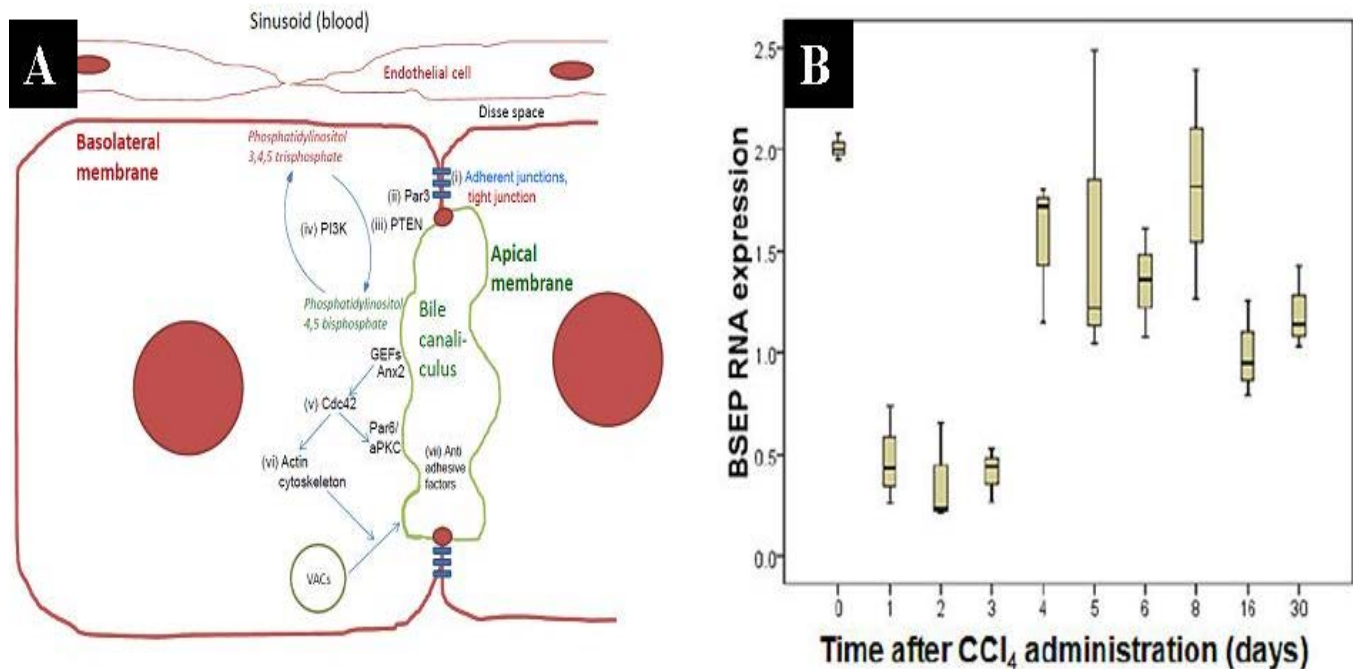 A
Sinusoid (blood)
Endothelial cell
Disse space
Basolateral
membrane
Phosphatidylinositol
3,4,5 trisphosphate
(i) Adherent junctions,
tight junction
(ii) Par3
(iii) PTEN
(iv) PI3K
Apical
membrane
Phosphatidylinositol
4,5 bisphosphate
Bile
canali-
culus
GEFs
Anx2
(v) Cdc42
Par6/
aPKC
(vi) Actin
cytoskeleton
(vii) Anti
adhesive
factors
VACs
B
BSEP RNA expression
2.5
2.0
1.5
1.0
0.5
0.0
0 1 2 3 4 5 6 8 16 30
Time after CCl₄ administration (days)